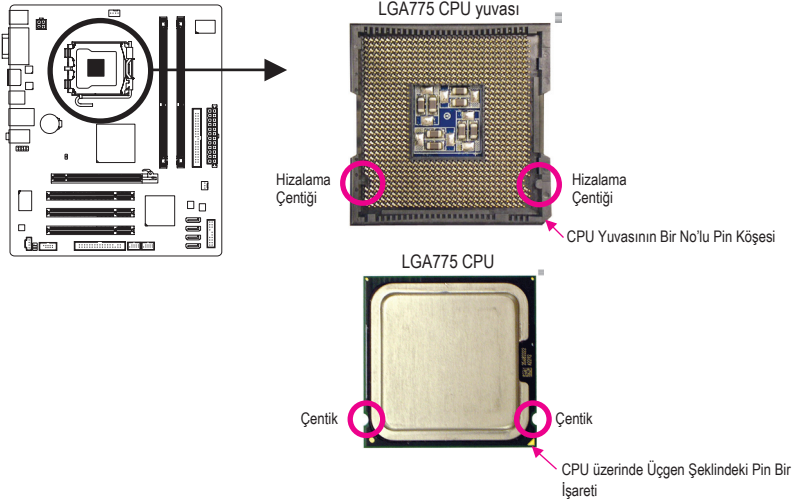 LGA775 CPU yuvası
Hizalama
Çentiği
Hizalama
Çentiği
CPU Yuvasının Bir No'lu Pin Köşesi
LGA775 CPU
Çentik
Çentik
CPU üzerinde Üçgen Şeklindeki Pin Bir
İşareti